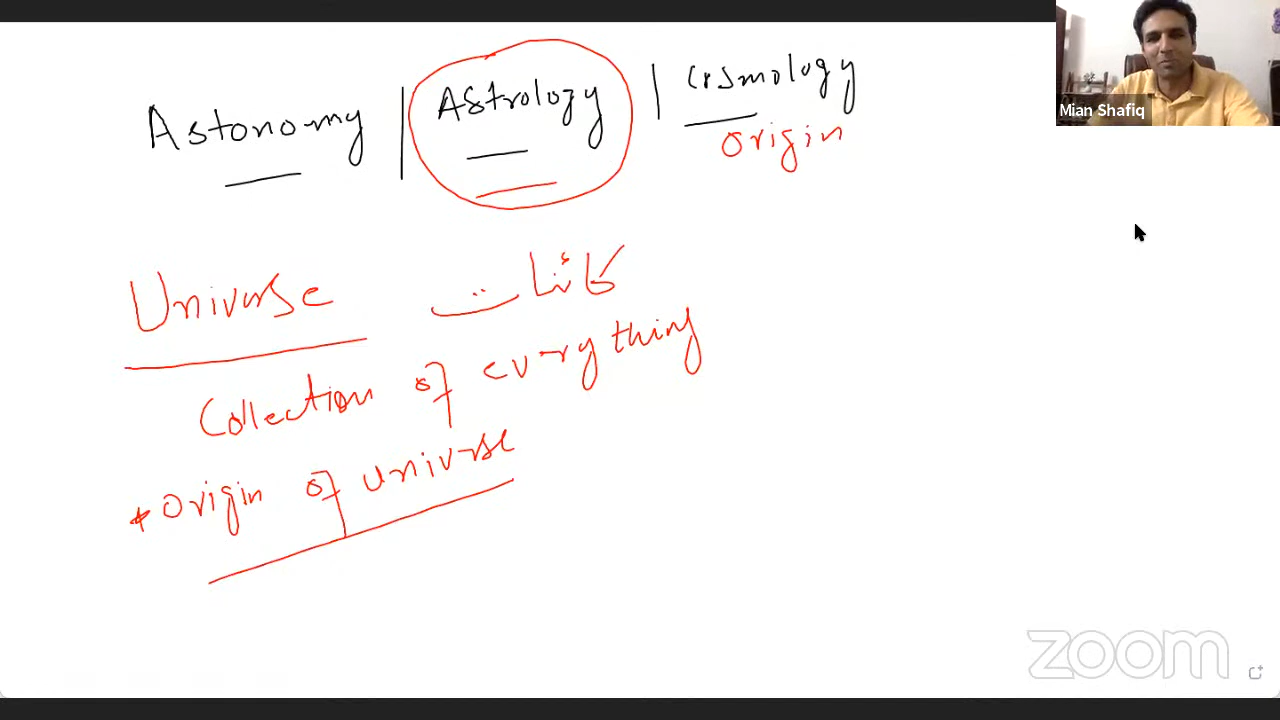 Astonomy | Astrology | Cosmology
origin
Mian Shafiq
Universe کائنات
Collection of everything
* Origin of universe
zoom